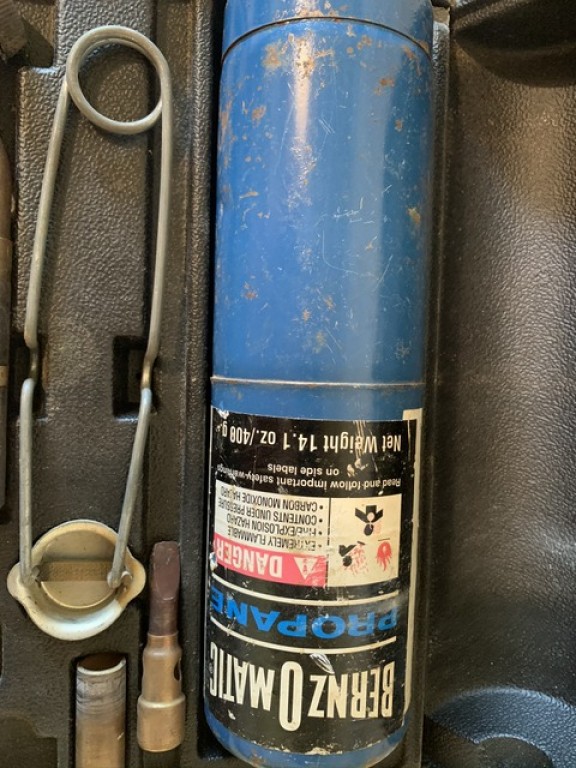 BERNZOMATIC
PROPANE
DANGER
• EXTREMELY FLAMMABLE
• FIRE/EXPLOSION HAZARD
• CONTENTS UNDER PRESSURE
• CARBON MONOXIDE HAZARD
Read and follow important safety warnings
on side labels
Net Weight 14.1 oz./400 g.